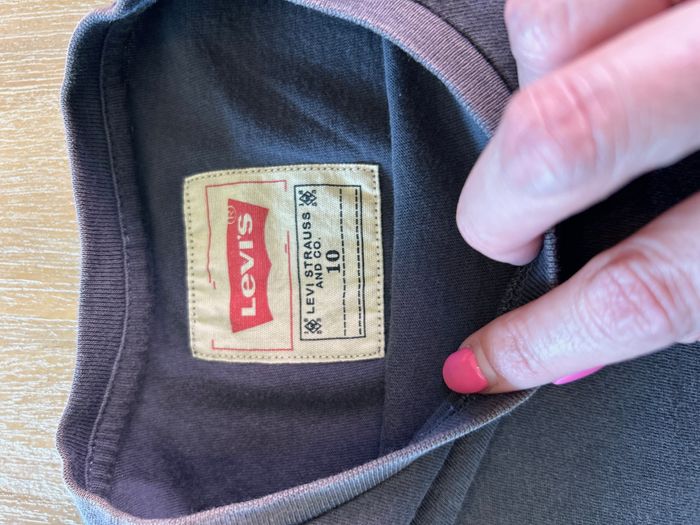 Levi's®
LEVI STRAUSS
AND CO.
10